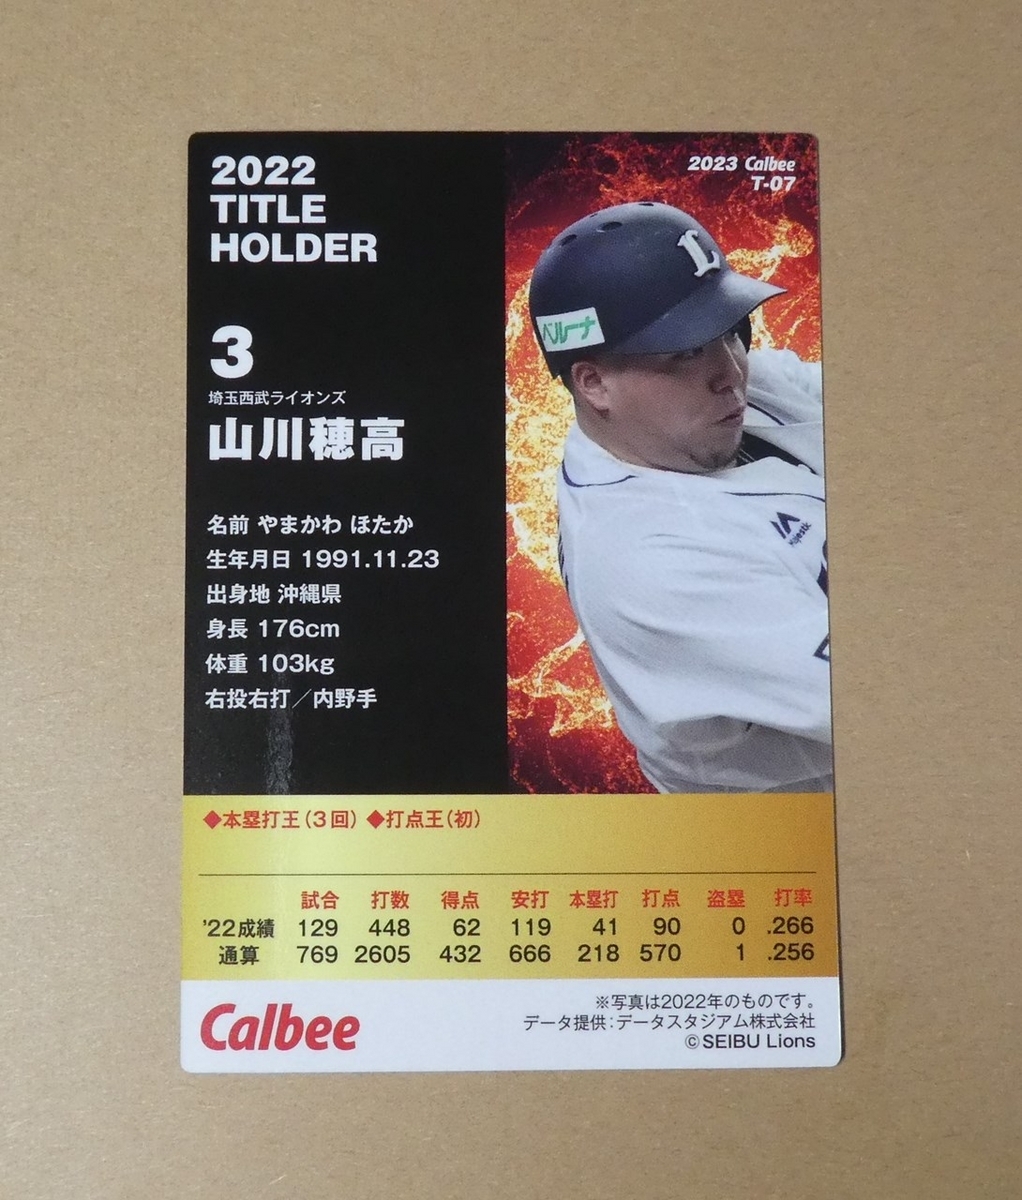 2022
TITLE
HOLDER
2023 Calbee
T-07
L
ベルーナ
Majestic
3
埼玉西武ライオンズ
山川穂高
名前 やまかわ ほたか
生年月日 1991.11.23
出身地 沖縄県
身長 176cm
体重 103kg
右投右打／内野手
◆本塁打王(3回) ◆打点王(初)
試合 打数 得点 安打 本塁打 打点 盗塁 打率
'22成績 129 448 62 119 41 90 0 .266
通算 769 2605 432 666 218 570 1 .256
Calbee
※写真は2022年のものです。
データ提供：データスタジアム株式会社
©SEIBU Lions